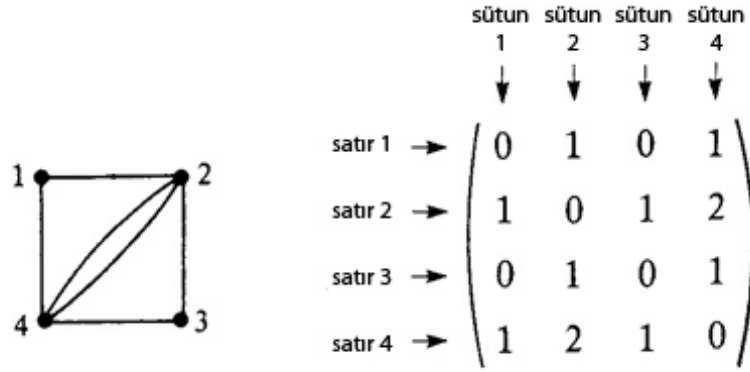 sütun sütun sütun sütun
1 2 3 4
1 2
4 3
satır 1 0 1 0 1
satır 2 1 0 1 2
satır 3 0 1 0 1
satır 4 1 2 1 0